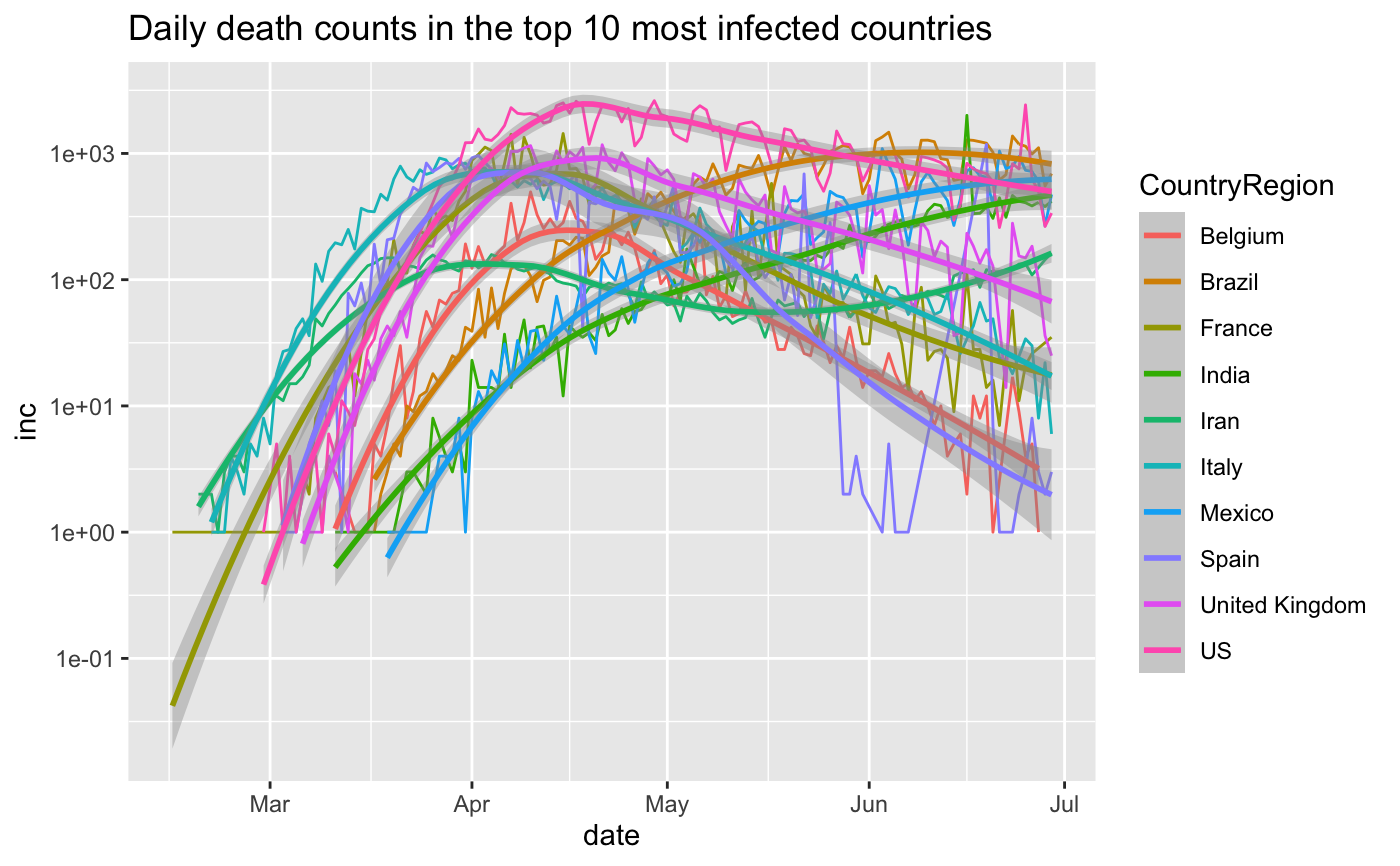 Daily death counts in the top 10 most infected countries
inc
1e+03
1e+02
1e+01
1e+00
1e-01
Mar Apr May Jun Jul
date
CountryRegion
Belgium
Brazil
France
India
Iran
Italy
Mexico
Spain
United Kingdom
US